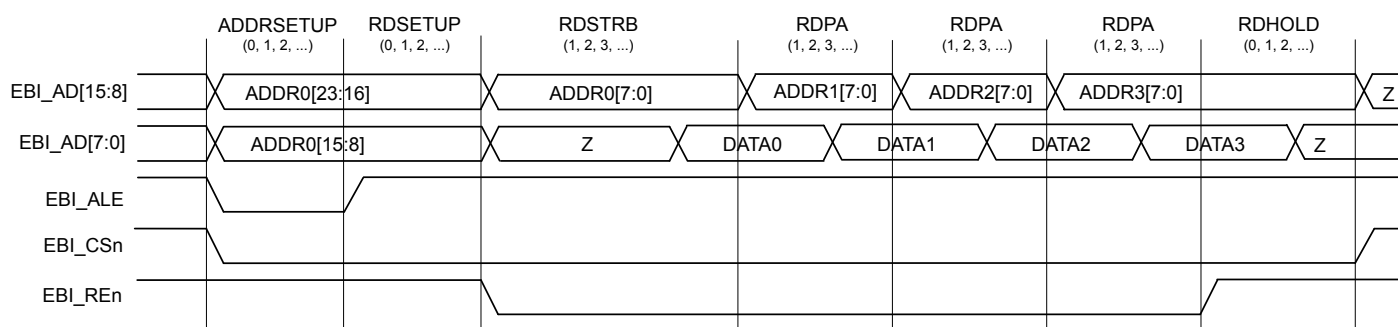 ADDRSETUP RDSETUP RDSTRB RDPA RDPA RDPA RDHOLD
(0, 1, 2, ...) (0, 1, 2, ...) (1, 2, 3, ...) (1, 2, 3, ...) (1, 2, 3, ...) (1, 2, 3, ...) (0, 1, 2, ...)
EBI_AD[15:8] ADDR0[23:16] ADDR0[7:0] ADDR1[7:0] ADDR2[7:0] ADDR3[7:0] Z
EBI_AD[7:0] ADDR0[15:8] Z DATA0 DATA1 DATA2 DATA3 Z
EBI_ALE
EBI_CSn
EBI_REn